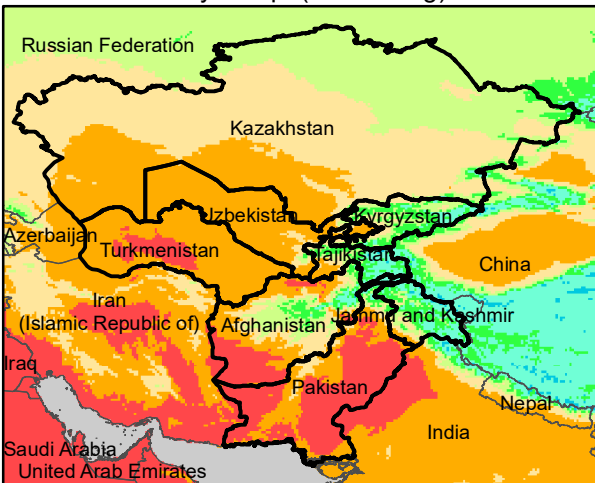 Russian Federation
Kazakhstan
Uzbekistan
Kyrgyzstan
Azerbaijan
Turkmenistan
Tajikistan
China
Iran
(Islamic Republic of)
Afghanistan
Jammu and Kashmir
Iraq
Pakistan
Nepal
India
Saudi Arabia
United Arab Emirates